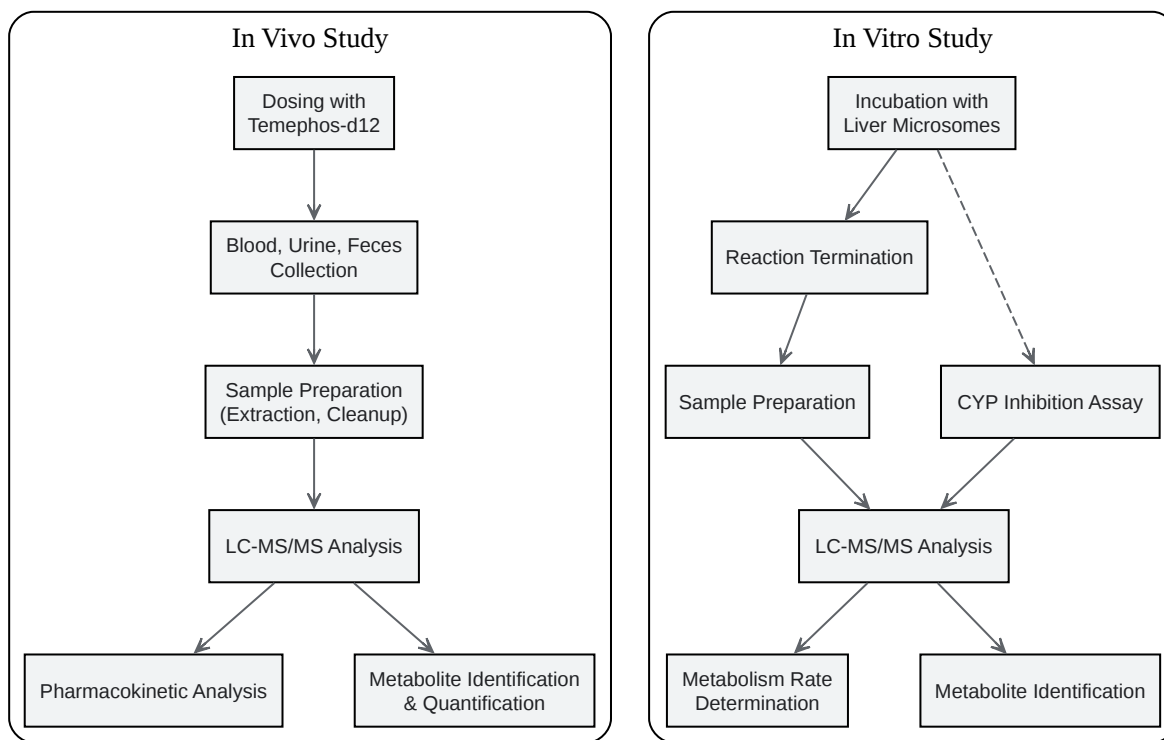 In Vivo Study
Dosing with
Temephos-d12
Blood, Urine, Feces
Collection
Sample Preparation
(Extraction, Cleanup)
LC-MS/MS Analysis
Pharmacokinetic Analysis
Metabolite Identification
& Quantification
In Vitro Study
Incubation with
Liver Microsomes
Reaction Termination
Sample Preparation
CYP Inhibition Assay
LC-MS/MS Analysis
Metabolism Rate
Determination
Metabolite Identification